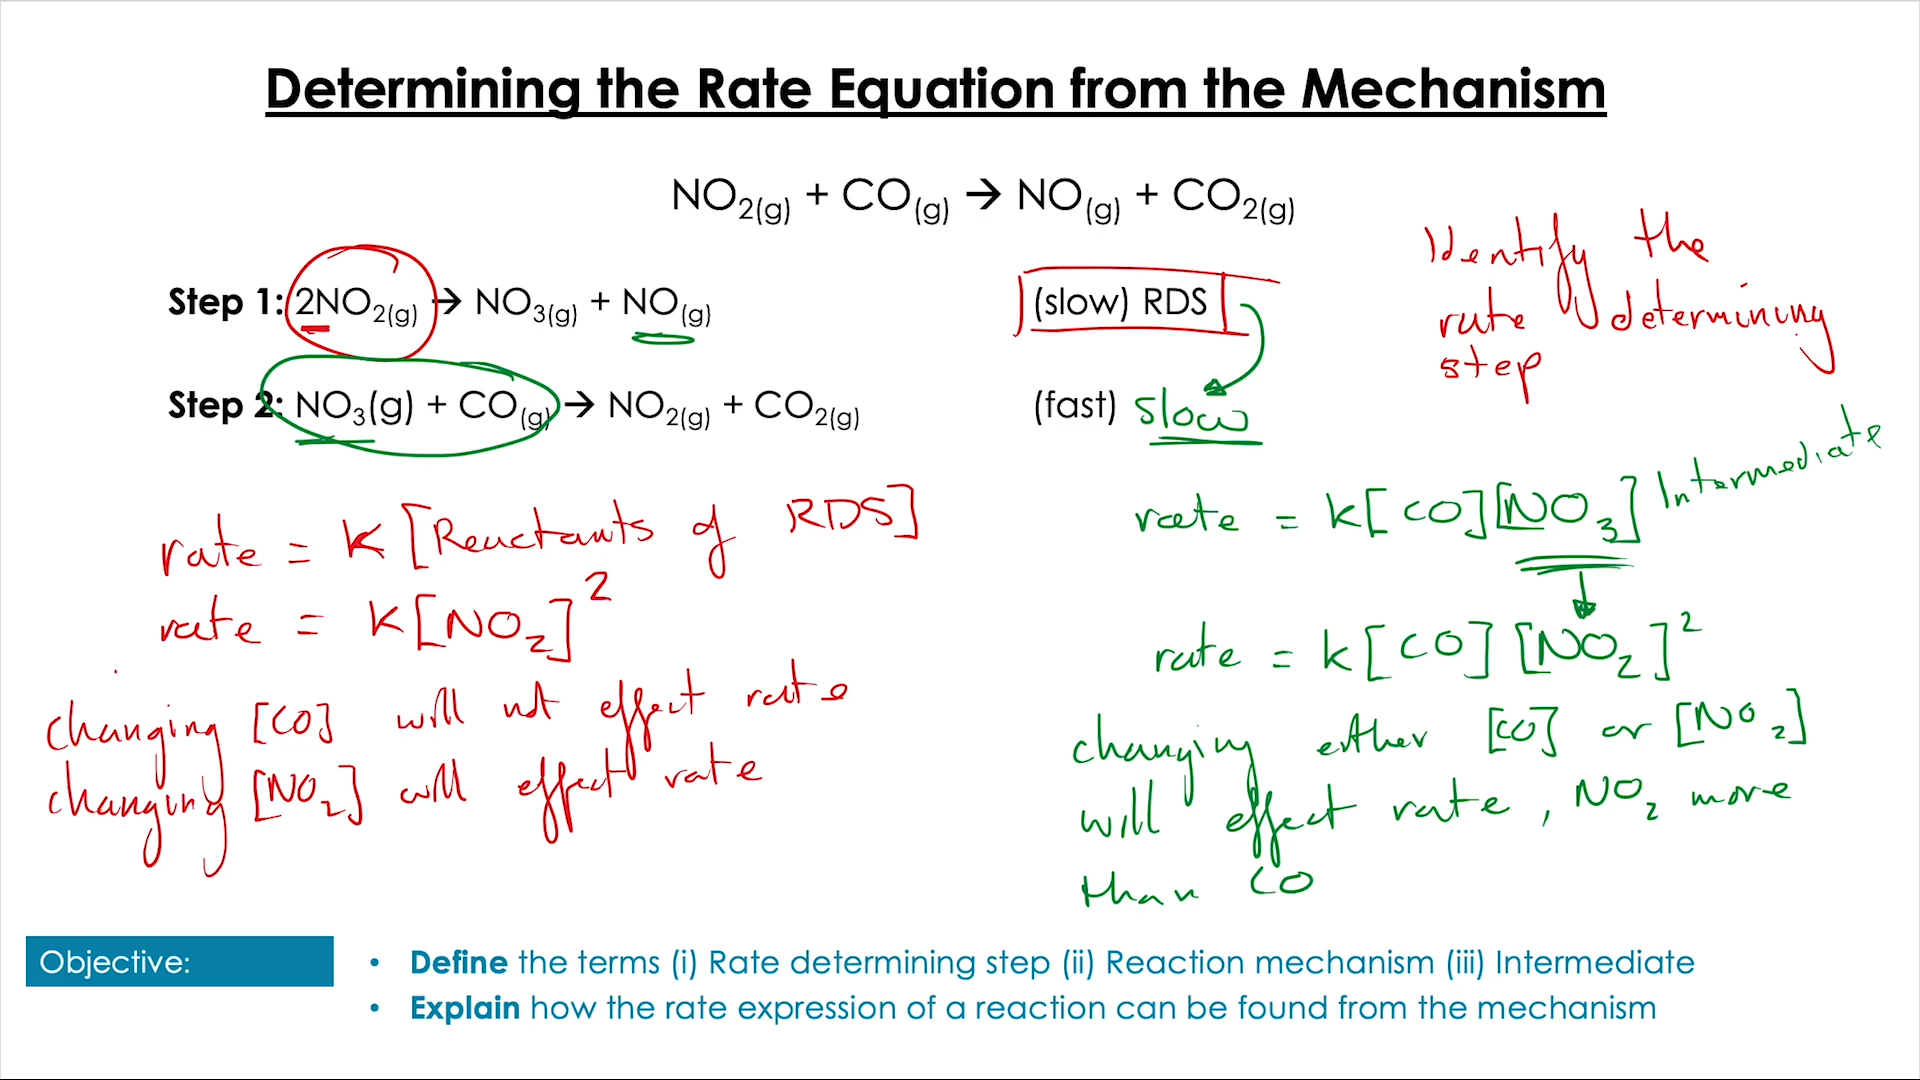 Determining the Rate Equation from the Mechanism
NO2(g) + CO(g) → NO(g) + CO2(g)
Step 1: 2NO2(g) → NO3(g) + NO(g) (slow) RDS
Step 2: NO3(g) + CO(g) → NO2(g) + CO2(g) (fast) slow
Identify the
rate determining
step
rate = k [Reactants of RDS]
rate = k[NO2]²
changing [CO] will not effect rate
changing [NO2] will effect rate
rate = k[CO][NO3] Intermediate
rate = k[CO][NO2]²
changing either [CO] or [NO2]
will effect rate, NO2 more
than CO
Objective:
• Define the terms (i) Rate determining step (ii) Reaction mechanism (iii) Intermediate
• Explain how the rate expression of a reaction can be found from the mechanism